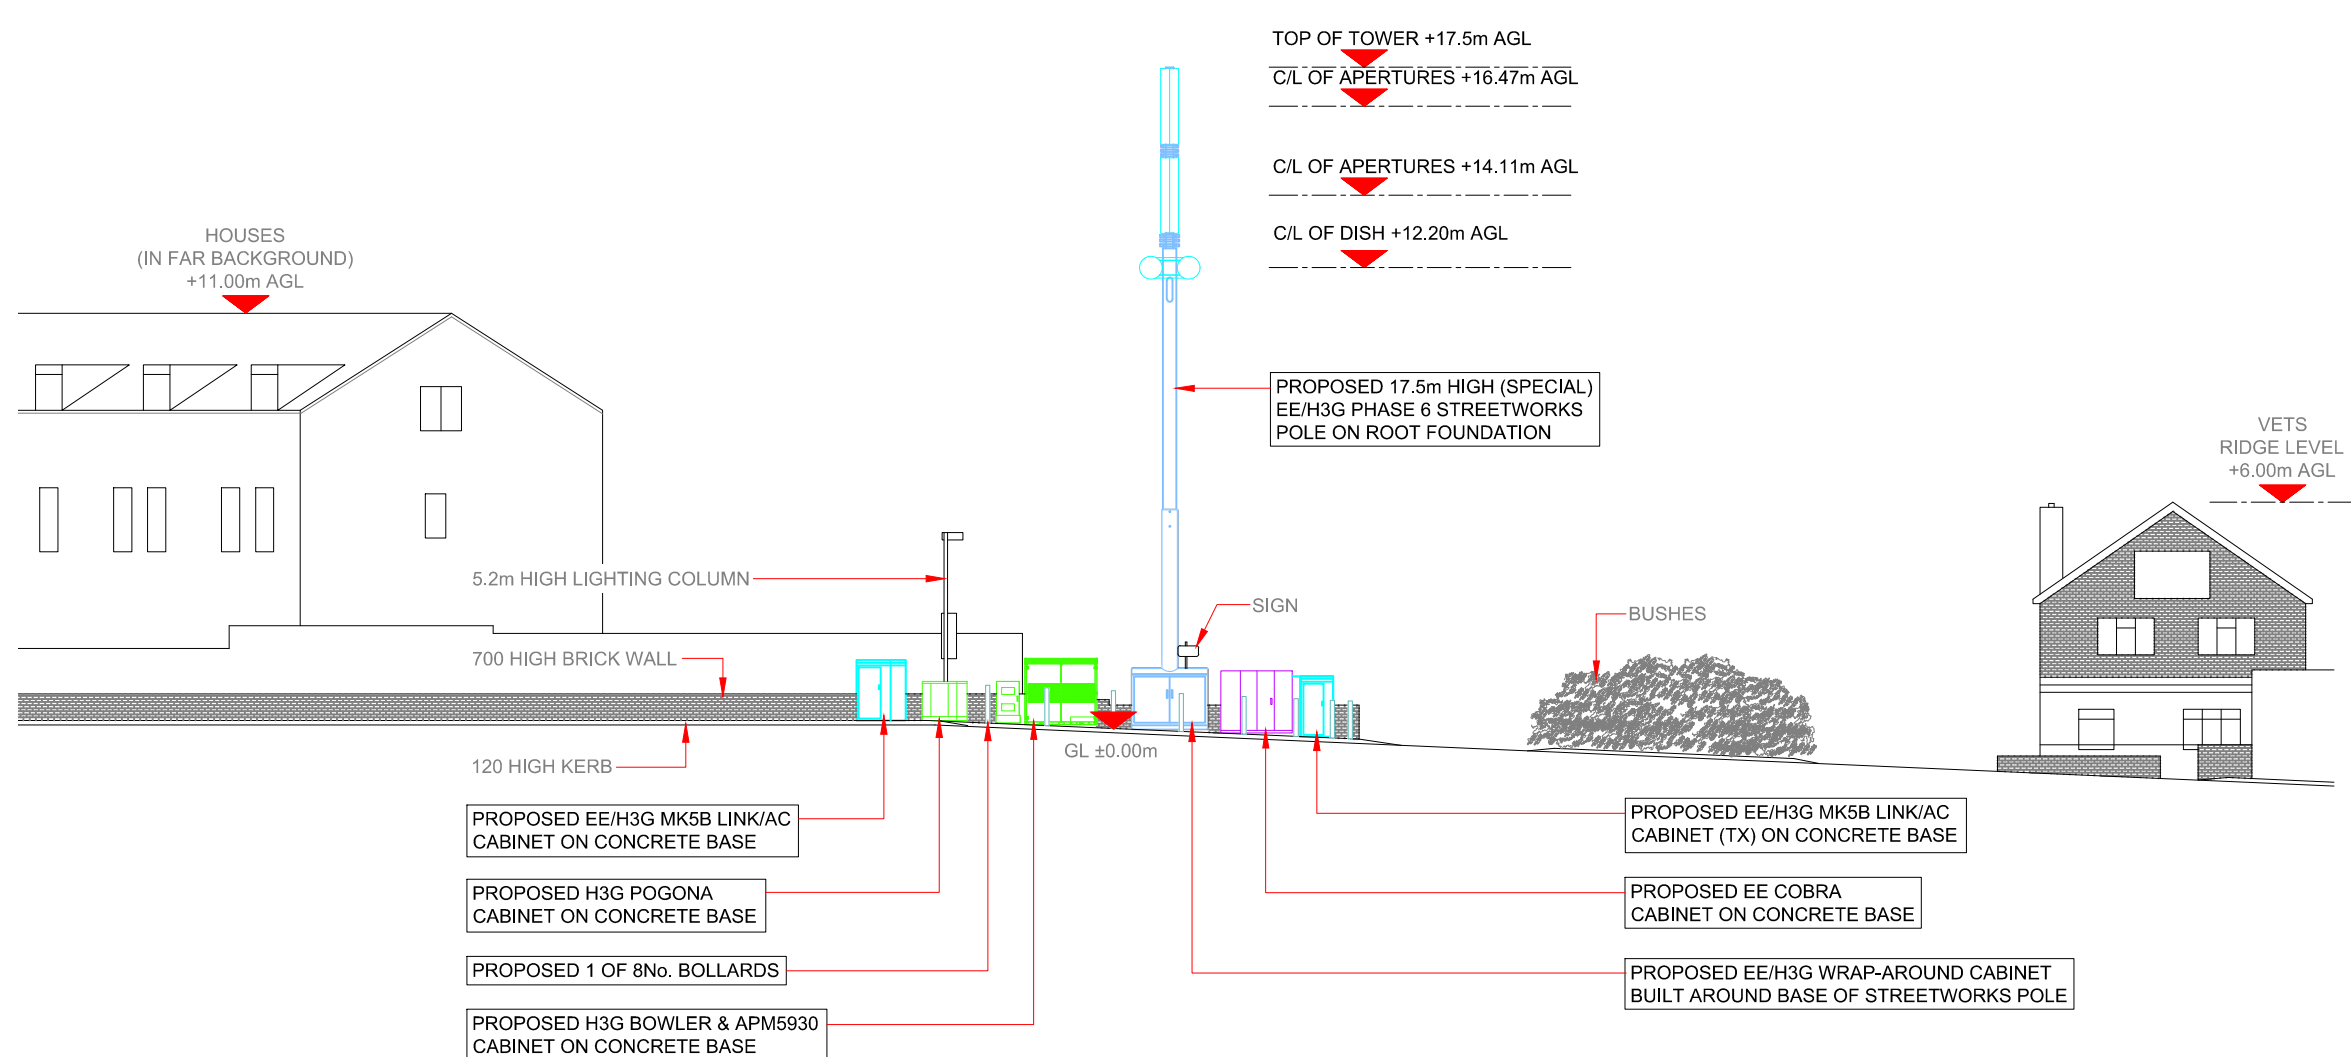 TOP OF TOWER +17.5m AGL
C/L OF APERTURES +16.47m AGL
C/L OF APERTURES +14.11m AGL
C/L OF DISH +12.20m AGL
HOUSES
(IN FAR BACKGROUND)
+11.00m AGL
PROPOSED 17.5m HIGH (SPECIAL)
EE/H3G PHASE 6 STREETWORKS
POLE ON ROOT FOUNDATION
VETS
RIDGE LEVEL
+6.00m AGL
5.2m HIGH LIGHTING COLUMN
SIGN
BUSHES
700 HIGH BRICK WALL
GL ±0.00m
120 HIGH KERB
PROPOSED EE/H3G MK5B LINK/AC
CABINET ON CONCRETE BASE
PROPOSED H3G POGONA
CABINET ON CONCRETE BASE
PROPOSED 1 OF 8No. BOLLARDS
PROPOSED H3G BOWLER & APM5930
CABINET ON CONCRETE BASE
PROPOSED EE/H3G MK5B LINK/AC
CABINET (TX) ON CONCRETE BASE
PROPOSED EE COBRA
CABINET ON CONCRETE BASE
PROPOSED EE/H3G WRAP-AROUND CABINET
BUILT AROUND BASE OF STREETWORKS POLE